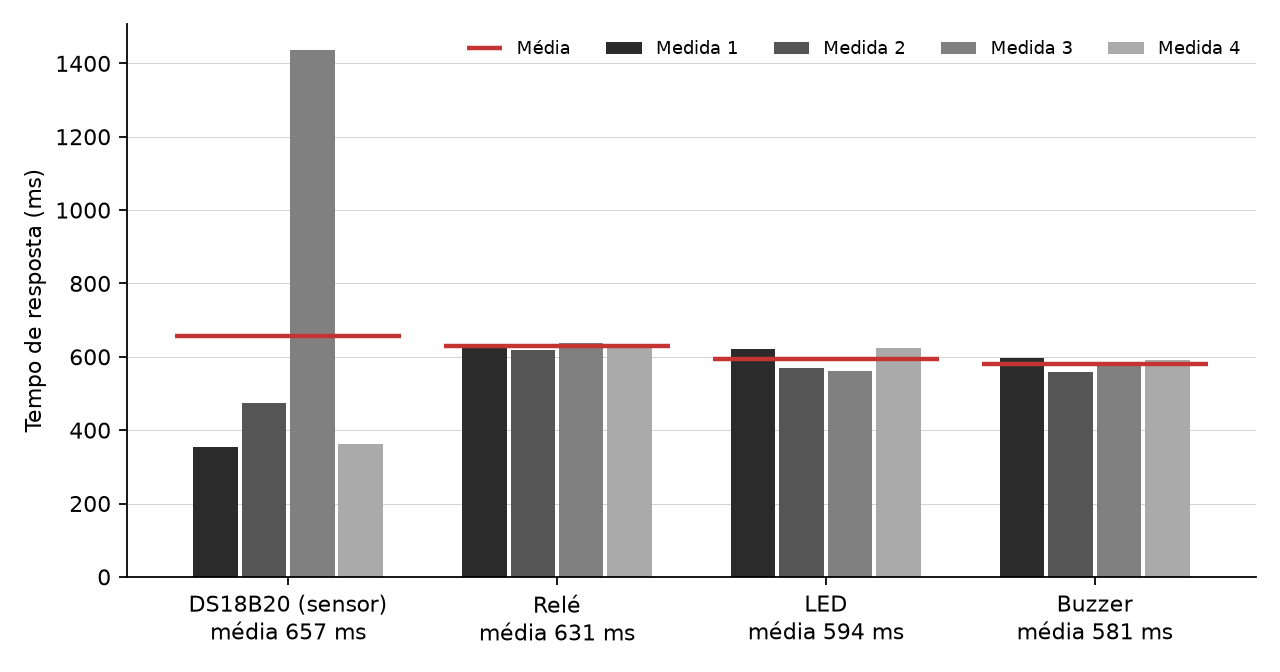 Média
Medida 1
Medida 2
Medida 3
Medida 4
Tempo de resposta (ms)
1400
1200
1000
800
600
400
200
0
DS18B20 (sensor)
média 657 ms
Relé
média 631 ms
LED
média 594 ms
Buzzer
média 581 ms